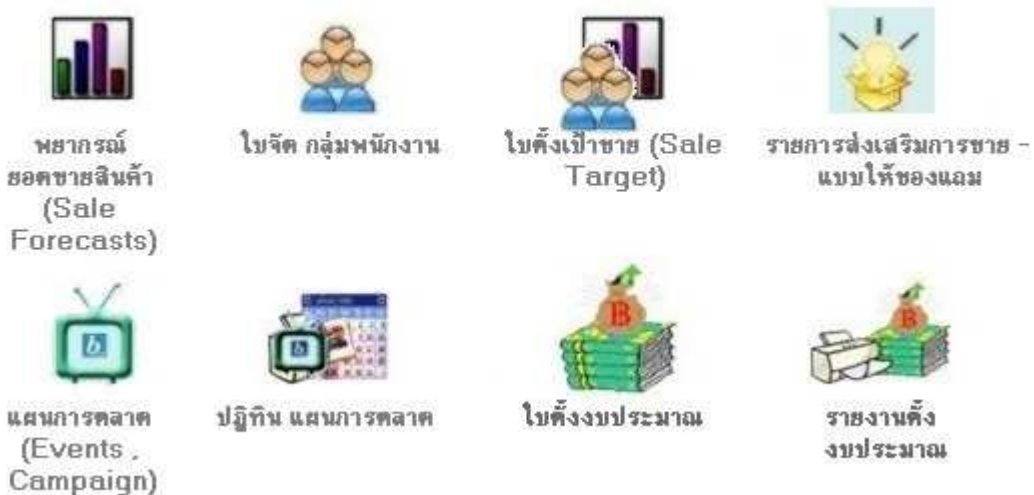 พยากรณ์
ยอดขายสินค้า
(Sale
Forecasts)
ใบจัด กลุ่มพนักงาน
ใบตั้งเป้าขาย (Sale
Target)
รายการส่งเสริมการขาย -
แบบให้ของแถม
b
แผนการตลาด
(Events ,
Campaign)
b
ปฏิทิน แผนการตลาด
B
ใบตั้งงบประมาณ
B
รายงานตั้ง
งบประมาณ